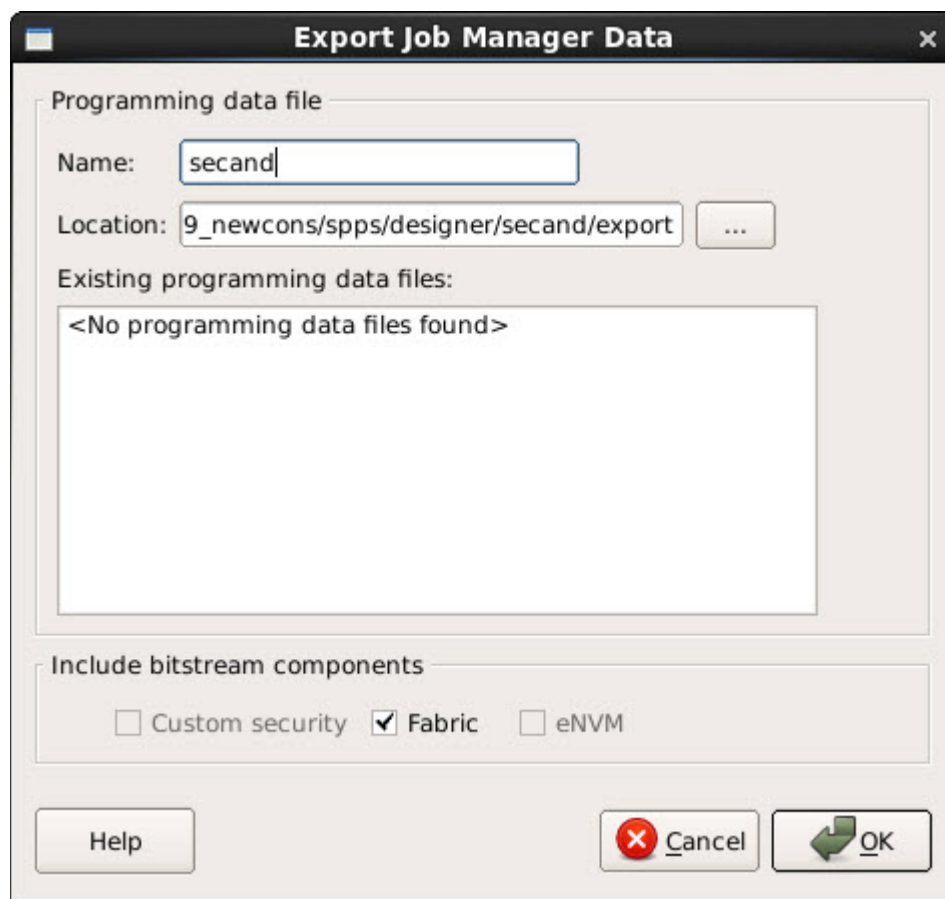 Export Job Manager Data
Programming data file
Name: secand
Location: 9_newcons/spps/designer/secand/export ...
Existing programming data files:
<No programming data files found>
Include bitstream components
Custom security Fabric eNVM
Help Cancel OK